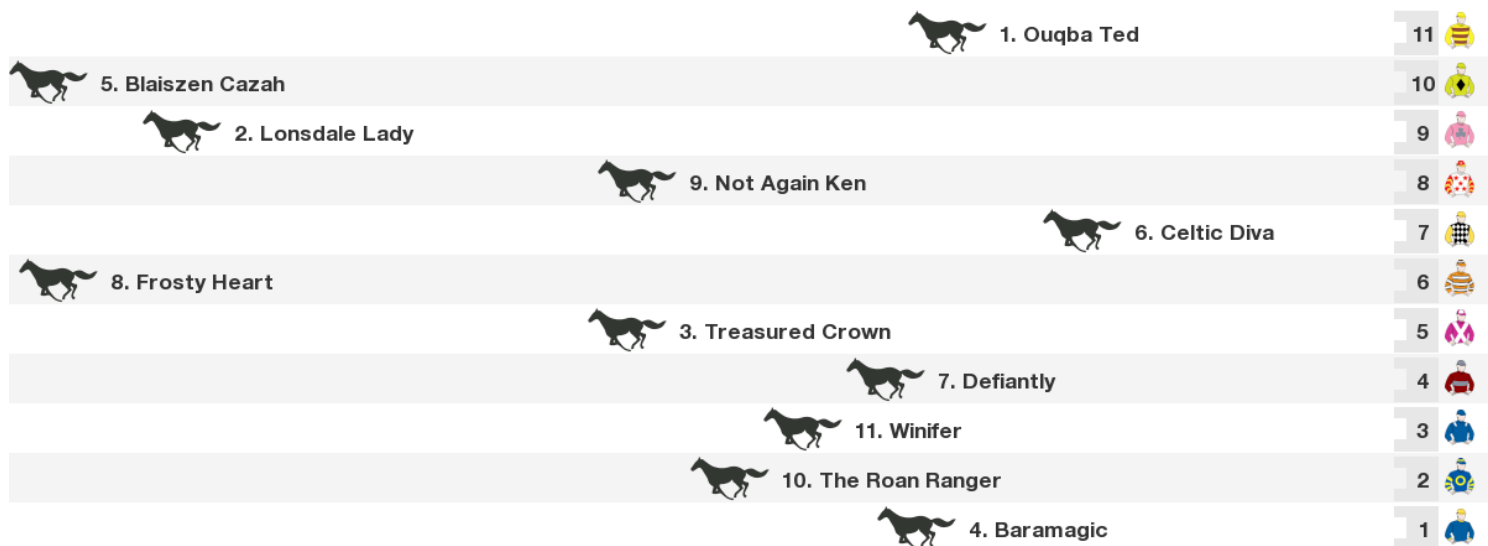 1. Ouqba Ted 11
5. Blaiszen Cazah 10
2. Lonsdale Lady 9
9. Not Again Ken 8
6. Celtic Diva 7
8. Frosty Heart 6
3. Treasured Crown 5
7. Defiantly 4
11. Winifer 3
10. The Roan Ranger 2
4. Baramagic 1